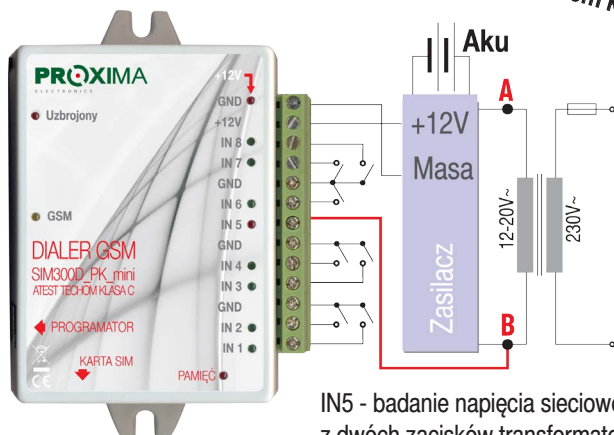 PROXIMA
ELECTRONICS
+12V
GND
+12V
IN 8
IN 7
GND
IN 6
IN 5
GND
IN 4
IN 3
GND
IN 2
IN 1
Uzbrojony
GSM
DIALER GSM
SIM300D_PK_mini
ATEST TECHOM KLASA C
PROGRAMATOR
KARTA SIM
CE
PAMIĘĆ
Aku
+12V
Masa
Zasilacz
A
B
12-20V~
230V~
IN5 - badanie napięcia
z dwóch zacisków